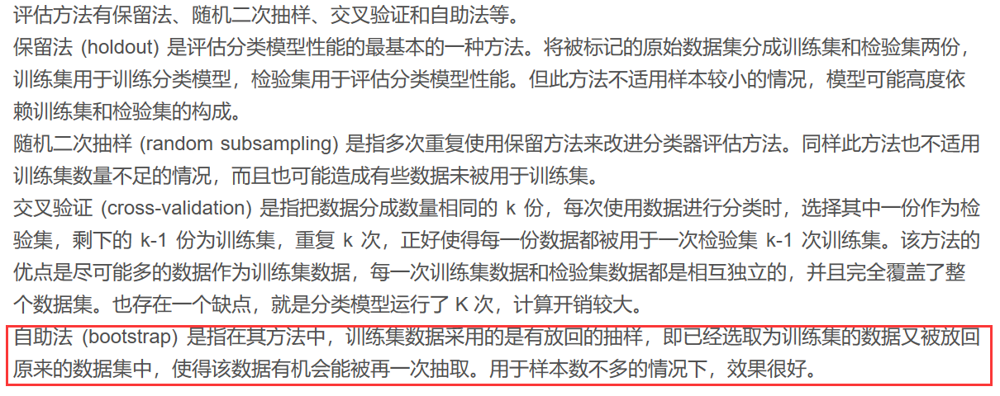 评估方法有保留法、随机二次抽样、交叉验证和自助法等。
保留法 (holdout) 是评估分类模型性能的最基本的一种方法。将被标记的原始数据集分成训练集和检验集两份，
训练集用于训练分类模型，检验集用于评估分类模型性能。但此方法不适用样本较小的情况，模型可能高度依
赖训练集和检验集的构成。
随机二次抽样 (random subsampling) 是指多次重复使用保留方法来改进分类器评估方法。同样此方法也不适用
训练集数量不足的情况，而且也可能造成有些数据未被用于训练集。
交叉验证 (cross-validation) 是指把数据分成数量相同的 k 份，每次使用数据进行分类时，选择其中一份作为检
验集，剩下的 k-1 份为训练集，重复 k 次，正好使得每一份数据都被用于一次检验集 k-1 次训练集。该方法的
优点是尽可能多的数据作为训练集数据，每一次训练集数据和检验集数据都是相互独立的，并且完全覆盖了整
个数据集。也存在一个缺点，就是分类模型运行了 K 次，计算开销较大。
自助法 (bootstrap) 是指在其方法中，训练集数据采用的是有放回的抽样，即已经选取为训练集的数据又被放回
原来的数据集中，使得该数据有机会能被再一次抽取。用于样本数不多的情况下，效果很好。